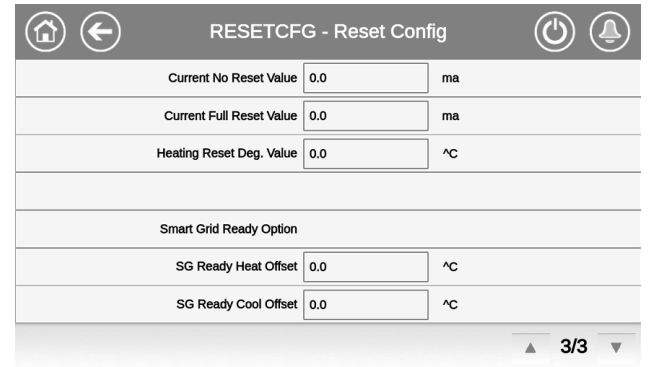 RESETCFG - Reset Config
Current No Reset Value 0.0 ma
Current Full Reset Value 0.0 ma
Heating Reset Deg. Value 0.0 ^C
Smart Grid Ready Option
SG Ready Heat Offset 0.0 ^C
SG Ready Cool Offset 0.0 ^C
3/3